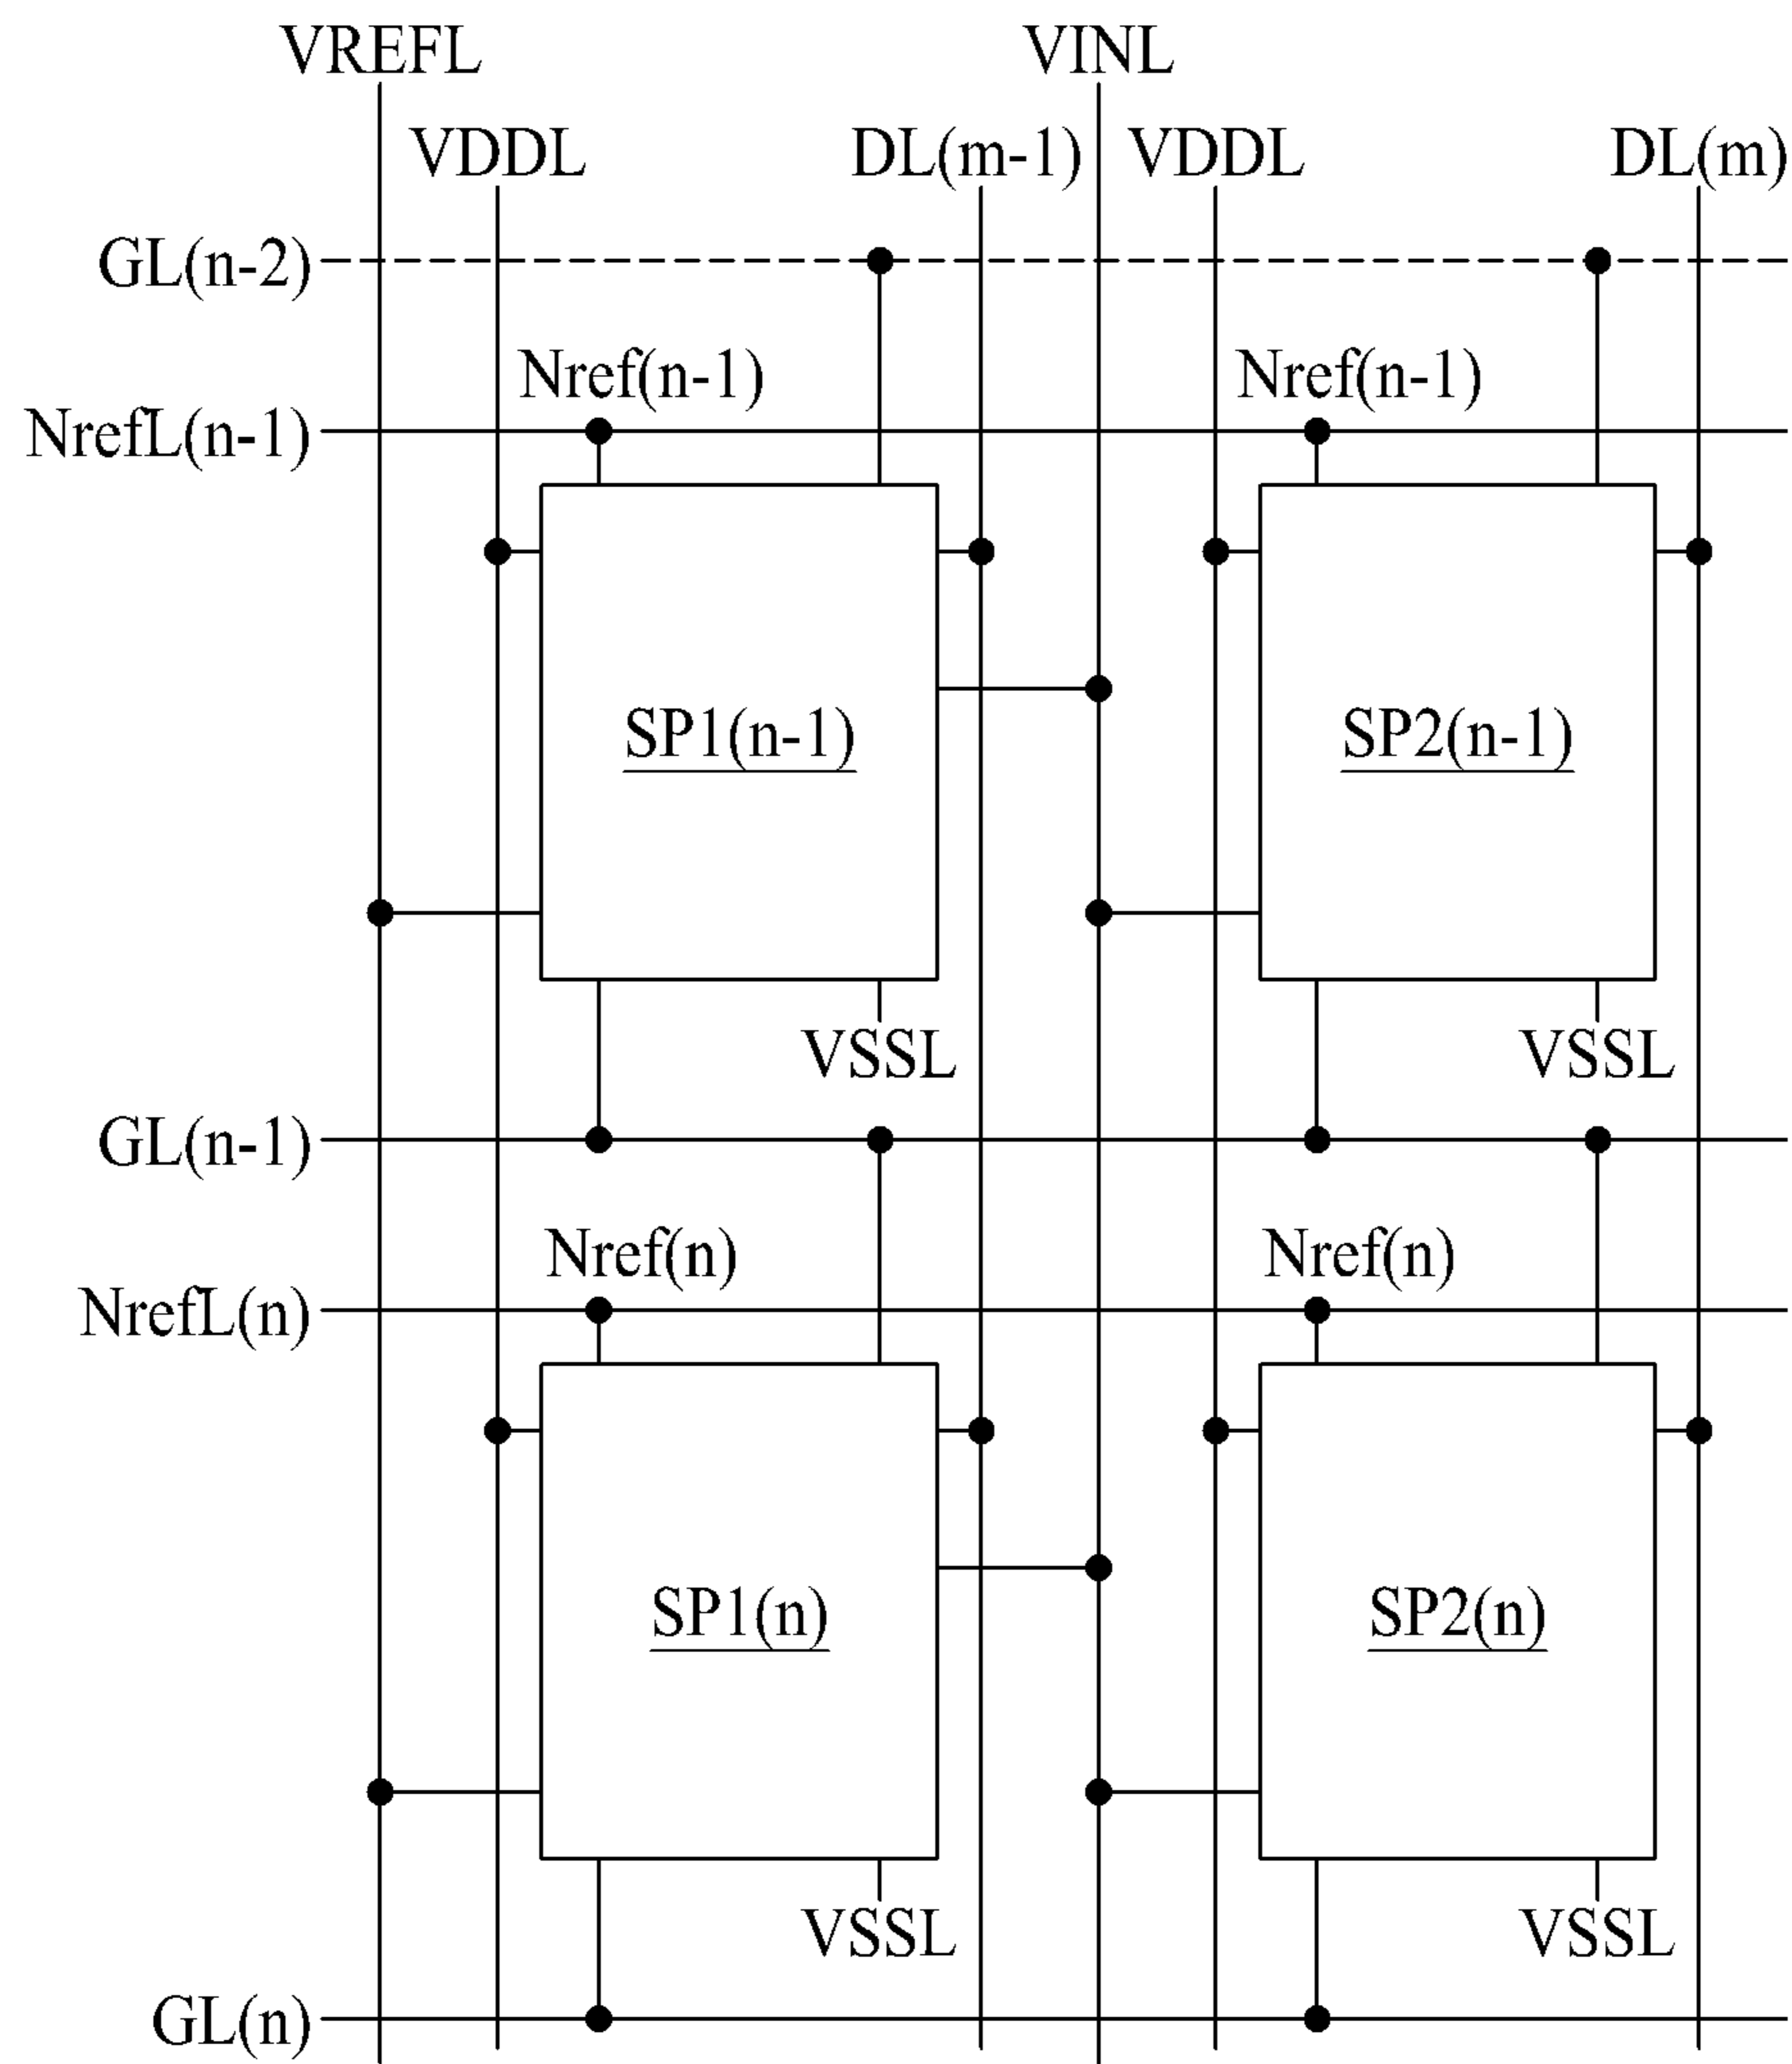 VREFL VINL
VDDL DL(m-1) VDDL DL(m)
GL(n-2)
Nref(n-1) Nref(n-1)
NrefL(n-1)
SP1(n-1) SP2(n-1)
VSSL VSSL
GL(n-1)
Nref(n) Nref(n)
NrefL(n)
SP1(n) SP2(n)
VSSL VSSL
GL(n)